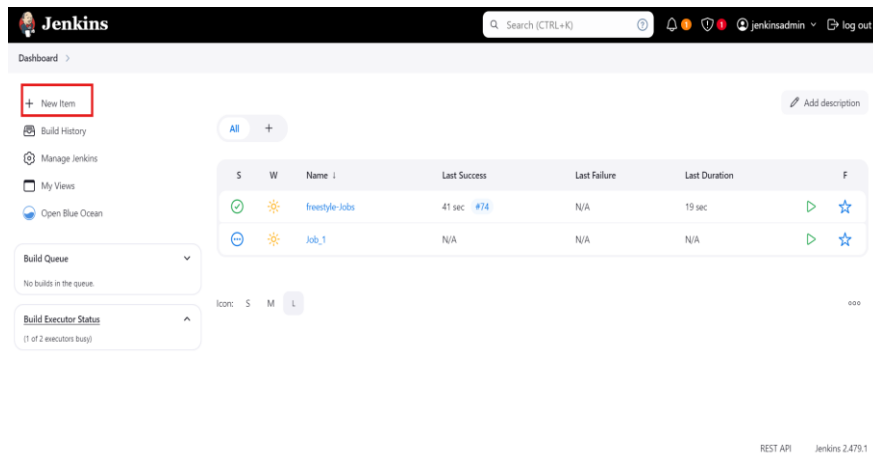 Jenkins
Search (CTRL+K) ? 1 1 jenkinsadmin log out
Dashboard >
+ New Item
Add description
Build History
All +
Manage Jenkins
My Views
Open Blue Ocean
S W Name ↓ Last Success Last Failure Last Duration F
freestyle-Jobs 41 sec #74 N/A 19 sec
Job_1 N/A N/A N/A
Build Queue
No builds in the queue.
Icon: S M L
Build Executor Status
(1 of 2 executors busy)
REST API Jenkins 2.479.1